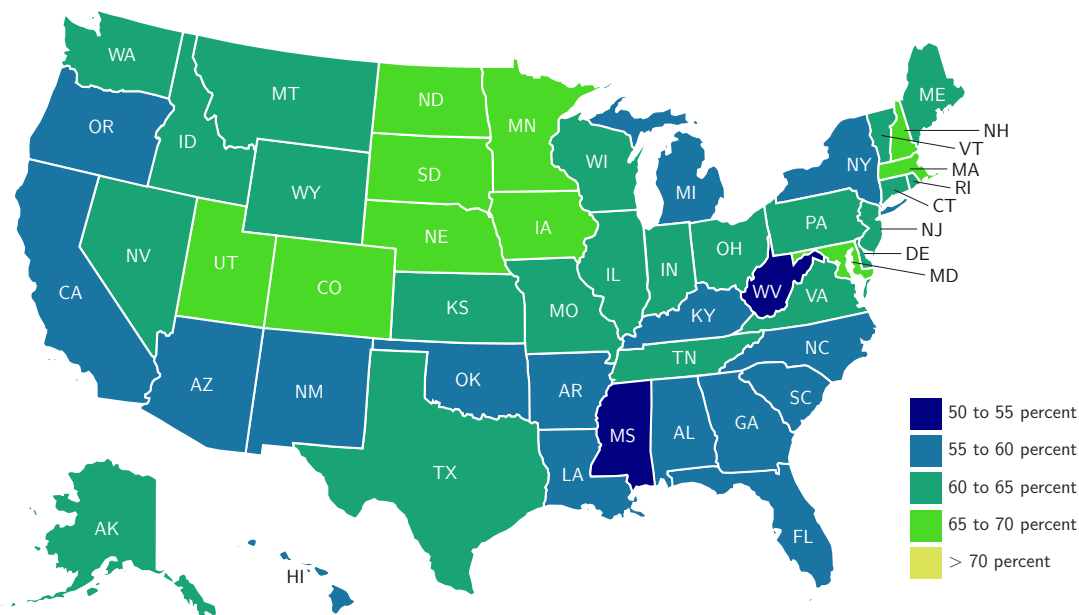 WA
MT
ND
MN
ME
OR
ID
NH
VT
WI
NY
MA
SD
WY
MI
RI
CT
PA
NE
IA
NJ
NV
OH
UT
DE
IN
IL
MD
CO
CA
WV
VA
KS
MO
KY
NC
TN
OK
AZ
NM
AR
SC
50 to 55 percent
GA
MS
AL
55 to 60 percent
TX
LA
60 to 65 percent
65 to 70 percent
AK
FL
> 70 percent
HI